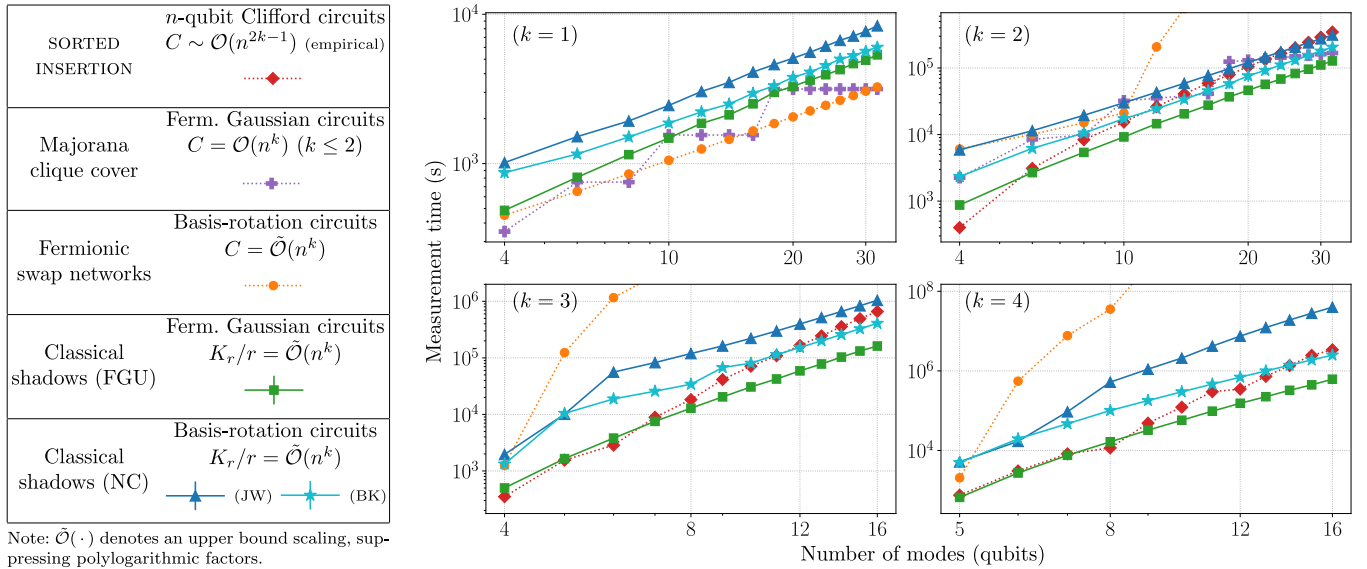 SORTED
INSERTION
n-qubit Clifford circuits
C ∼ 𝒪(n^{2k−1}) (empirical)
Majorana
clique cover
Ferm. Gaussian circuits
C = 𝒪(n^k) (k ≤ 2)
Fermionic
swap networks
Basis-rotation circuits
C = 𝒪̃(n^k)
Classical
shadows (FGU)
Ferm. Gaussian circuits
K_r/r = 𝒪̃(n^k)
Classical
shadows (NC)
Basis-rotation circuits
K_r/r = 𝒪̃(n^k)
(JW) (BK)
Note: 𝒪̃(·) denotes an upper bound scaling, sup-
pressing polylogarithmic factors.
Measurement time (s)
(k = 1)
10^4
10^3
4 10 20 30
(k = 2)
10^5
10^4
10^3
4 10 20 30
(k = 3)
10^6
10^5
10^4
10^3
4 8 12 16
(k = 4)
10^8
10^6
10^4
5 8 12 16
Number of modes (qubits)